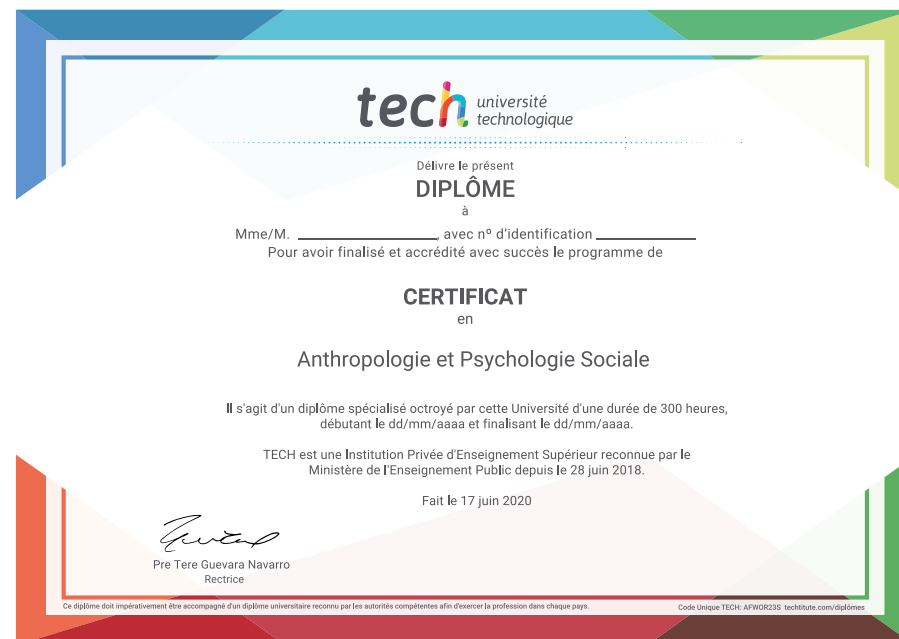 tech université
technologique
Délivre le présent
DIPLÔME
à
Mme/M. ____________________, avec nº d'identification ______________
Pour avoir finalisé et accrédité avec succès le programme de
CERTIFICAT
en
Anthropologie et Psychologie Sociale
Il s'agit d'un diplôme spécialisé octroyé par cette Université d'une durée de 300 heures,
débutant le dd/mm/aaaa et finalisant le dd/mm/aaaa.
TECH est une Institution Privée d'Enseignement Supérieur reconnue par le
Ministère de l'Enseignement Public depuis le 28 juin 2018.
Fait le 17 juin 2020
Pre Tere Guevara Navarro
Rectrice
Ce diplôme doit impérativement être accompagné d'un diplôme universitaire reconnu par les autorités compétentes afin d'exercer la profession dans chaque pays.
Code Unique TECH: AFWOR23S techtitute.com/diplômes